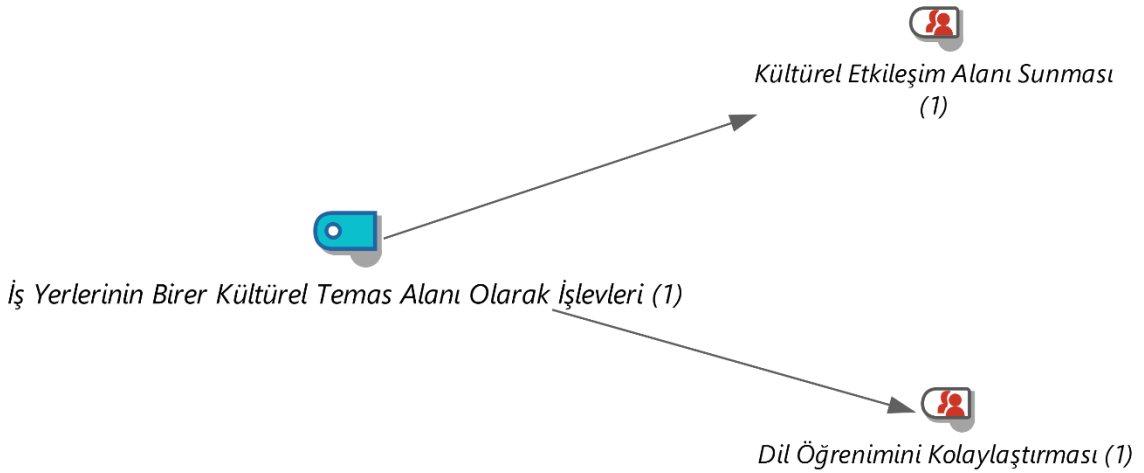 Kültürel Etkileşim Alanı Sunması
(1)
İş Yerlerinin Birer Kültürel Temas Alanı Olarak İşlevleri (1)
Dil Öğrenimini Kolaylaştırması (1)